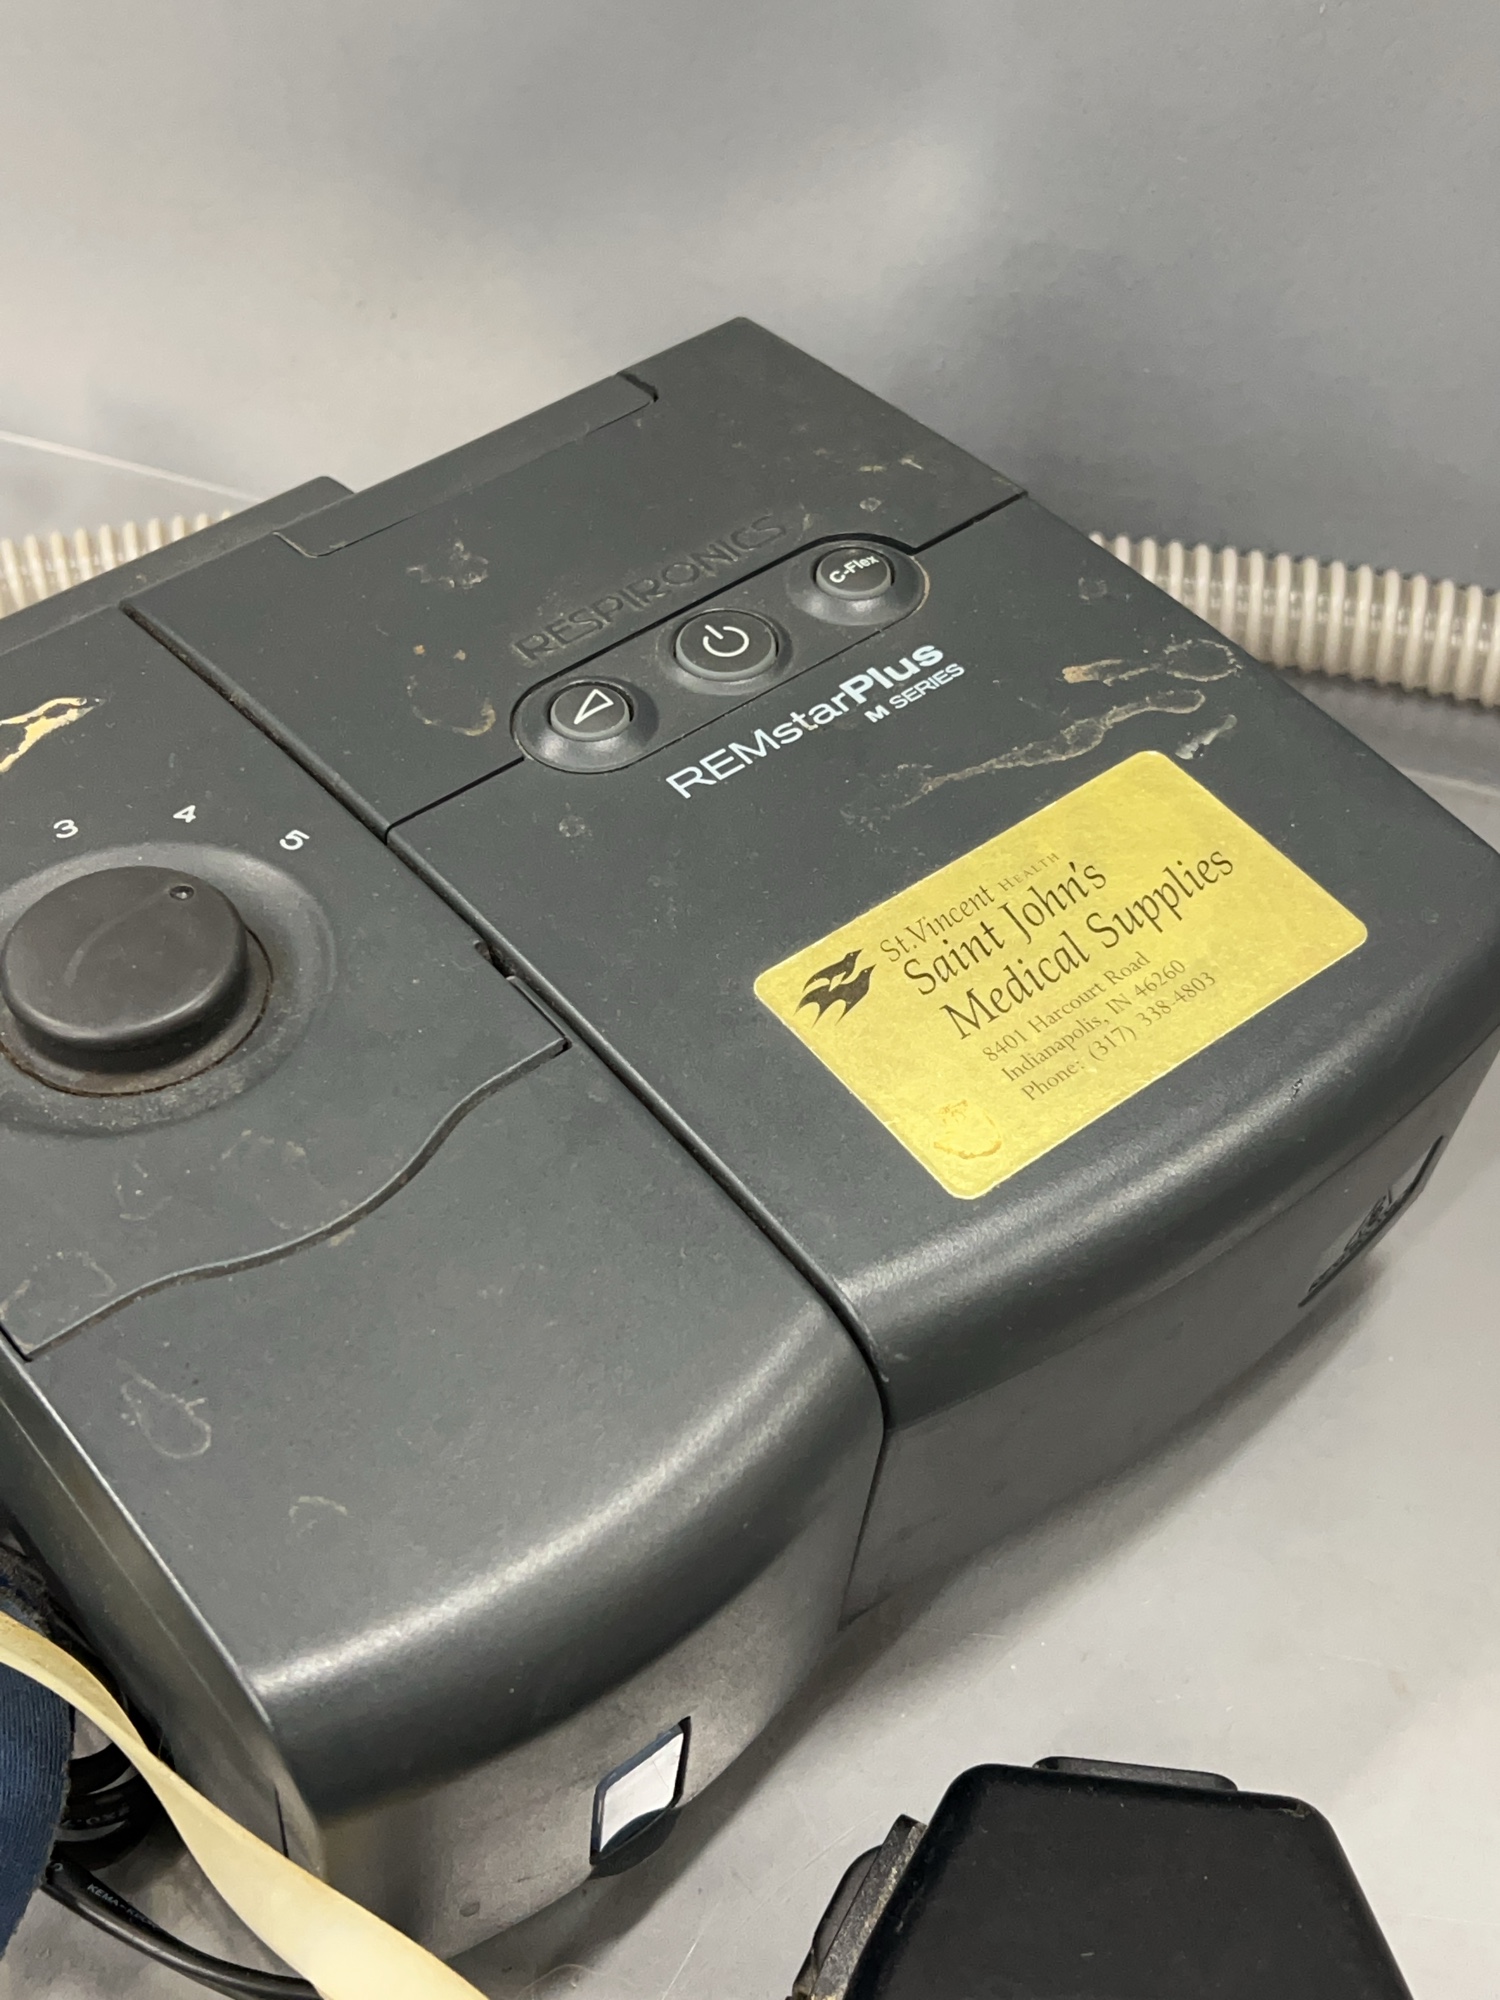 RESPIRONICS
C-Flex
REMstarPlus
M SERIES
3 4 5
St.Vincent HEALTH
Saint John's
Medical Supplies
8401 Harcourt Road
Indianapolis, IN 46260
Phone: (317) 338-4803